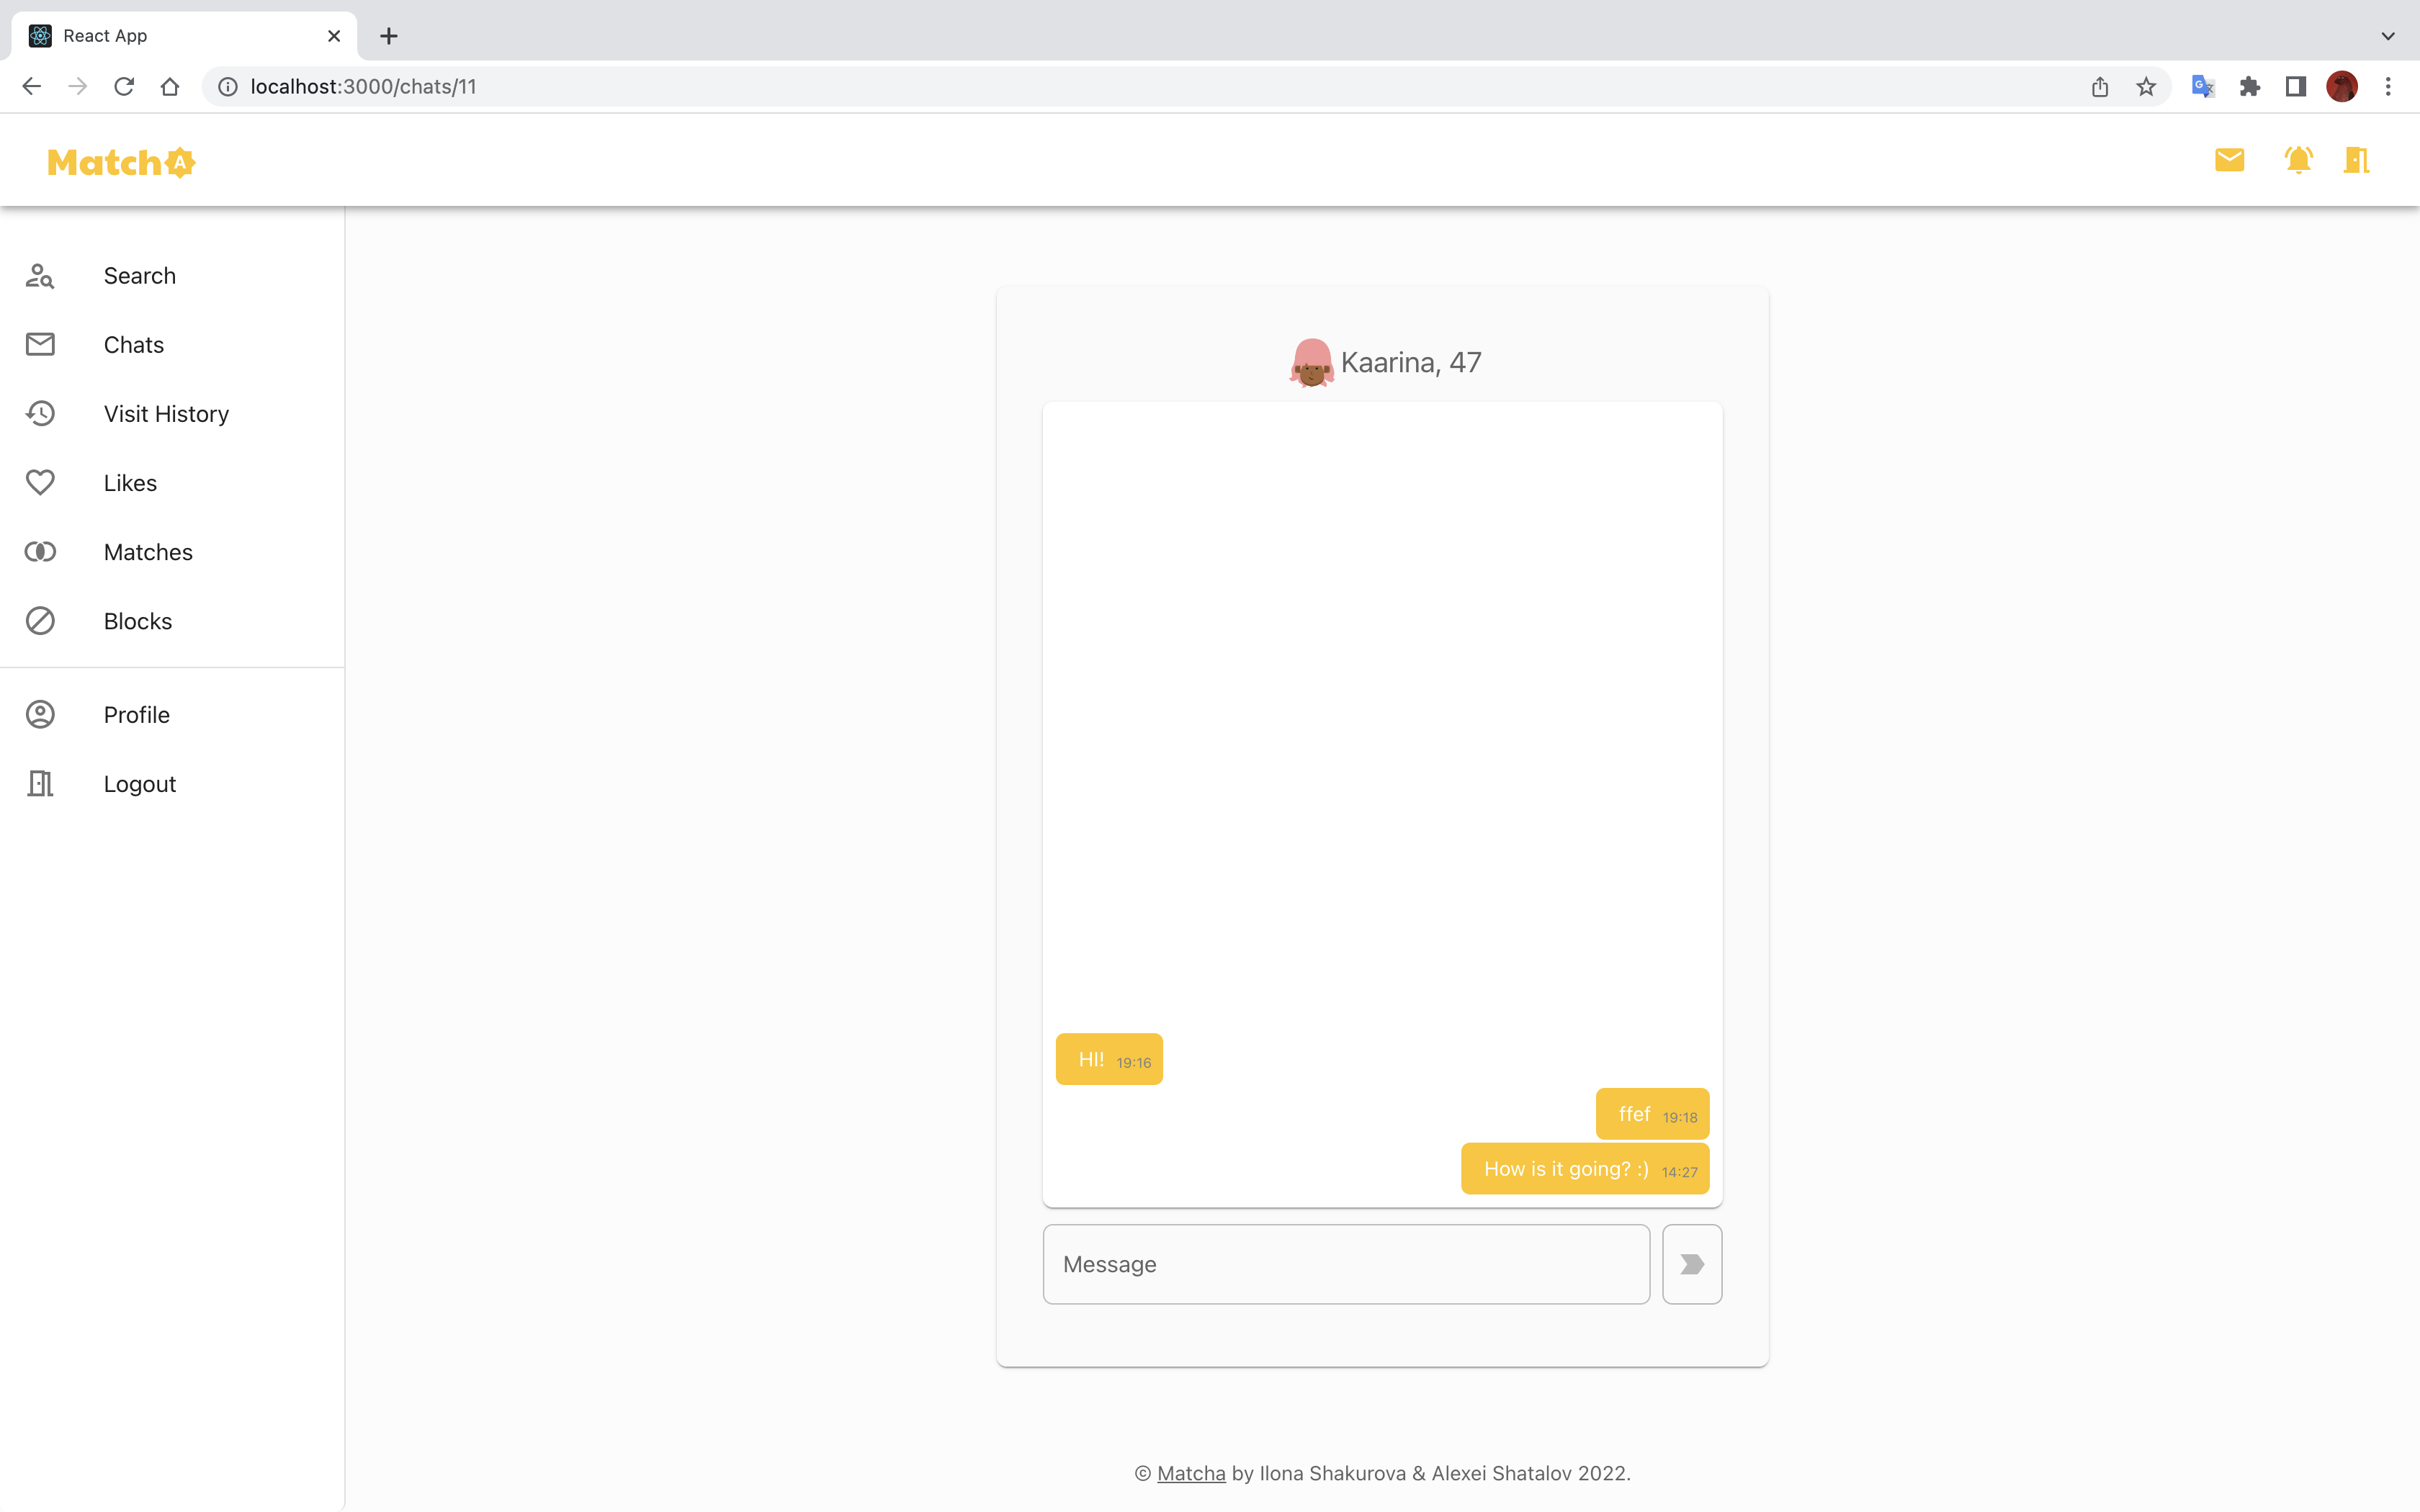 React App
localhost:3000/chats/11
MatchA
Search
Chats
Visit History
Likes
Matches
Blocks
Profile
Logout
Kaarina, 47
HI! 19:16
ffef 19:18
How is it going? :) 14:27
Message
© Matcha by Ilona Shakurova & Alexei Shatalov 2022.